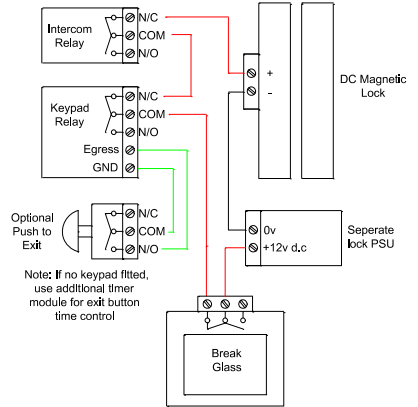 Intercom
Relay
N/C
COM
N/O
Keypad
Relay
N/C
COM
N/O
Egress
GND
Optional
Push to
Exit
N/C
COM
N/O
Note: If no keypad fitted,
use additional timer
module for exit button
time control
+
-
DC Magnetic
Lock
0v
+12v d.c
Seperate
lock PSU
Break
Glass